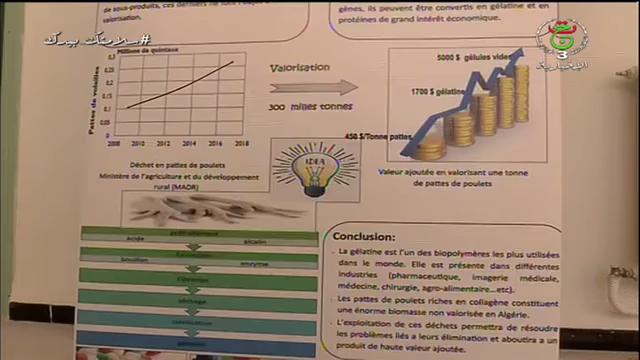 de sous-produits,
valorisation.
gènes, ils peuvent être convertis en gélatine et en
protéines de grand intérêt économique.
#سلامتك_بيدك
3
الإخبارية
Millions de quintaux
0,3
0,25
0,2
0,15
0,1
0,05
0
Pattes de volailles
2008 2010 2012 2014 2016 2018
Déchet en pattes de poulets
Ministère de l'agriculture et du développement
rural (MADR)
Valorisation
300 milles tonnes
IDEA
5000 $ gélules vides
1700 $ gélatine
450 $/Tonne pattes
Valeur ajoutée en valorisant une tonne
de pattes de poulets
acide alcalin
bouillon enzyme
Séchage
Conclusion:
La gélatine est l'un des biopolymères les plus utilisées
dans le monde. Elle est présente dans différentes
industries (pharmaceutique, imagerie médicale,
médecine, chirurgie, agro-alimentaire...etc).
Les pattes de poulets riches en collagène constituent
une énorme biomasse non valorisée en Algérie.
L'exploitation de ces déchets permettra de résoudre
les problèmes liés a leurs élimination et aboutira a un
produit de haute valeur ajoutée.